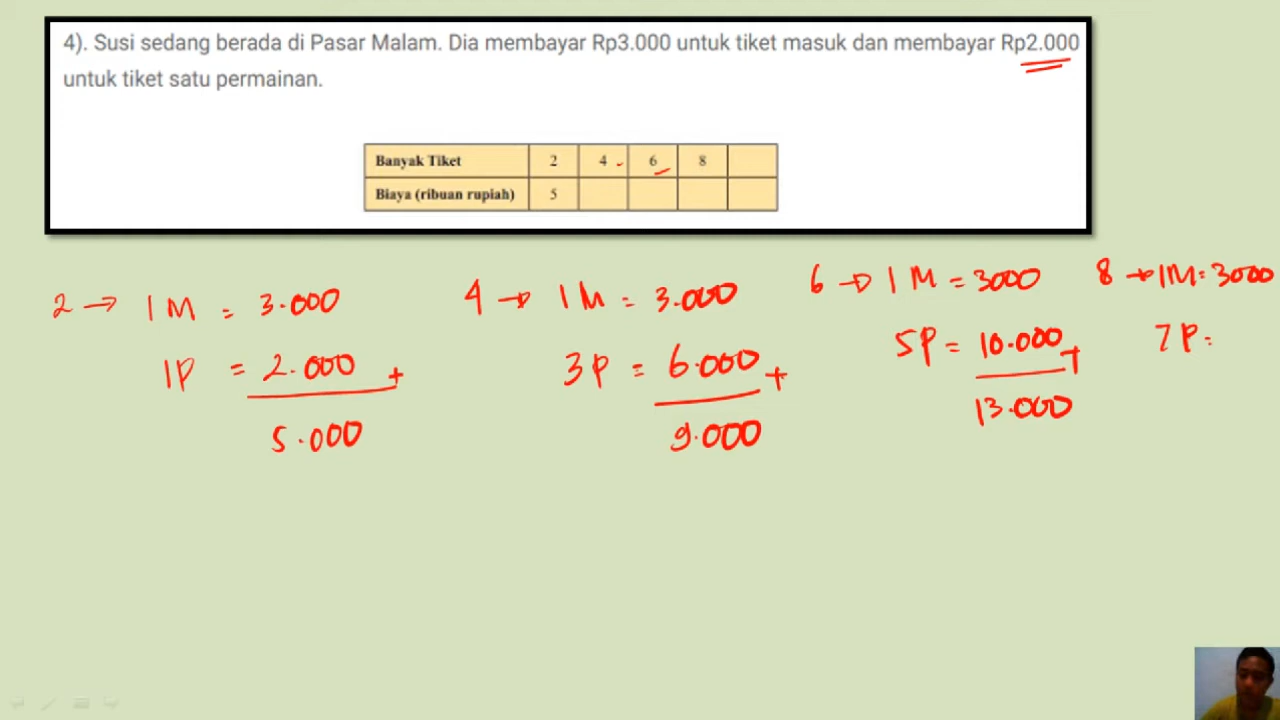 4). Susi sedang berada di Pasar Malam. Dia membayar Rp3.000 untuk tiket masuk dan membayar Rp2.000
untuk tiket satu permainan.
Banyak Tiket 2 4 6 8
Biaya (ribuan rupiah) 5
2 → 1 M = 3.000
1P = 2.000 +
5.000
4 → 1 M = 3.000
3P = 6.000 +
9.000
6 → 1 M = 3000
5P = 10.000 +
13.000
8 → 1M = 3000
7P =